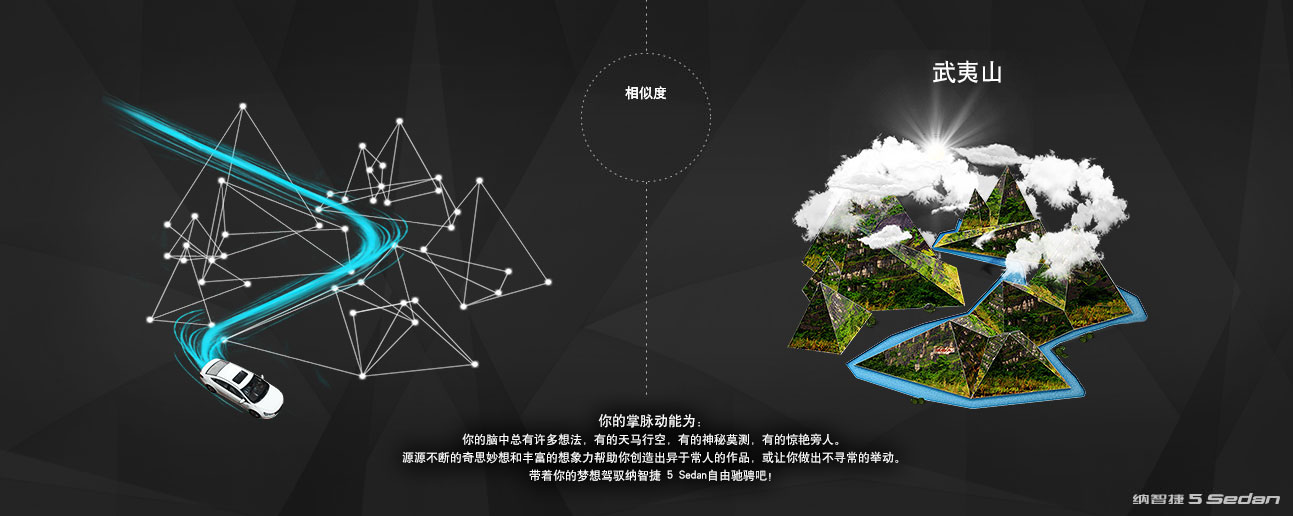 相似度
武夷山
你的掌脉动能为：
你的脑中总有许多想法，有的天马行空，有的神秘莫测，有的惊艳旁人。
源源不断的奇思妙想和丰富的想象力帮助你创造出异于常人的作品，或让你做出不寻常的举动。
带着你的梦想驾驭纳智捷 5 Sedan自由驰骋吧！
纳智捷 5 Sedan